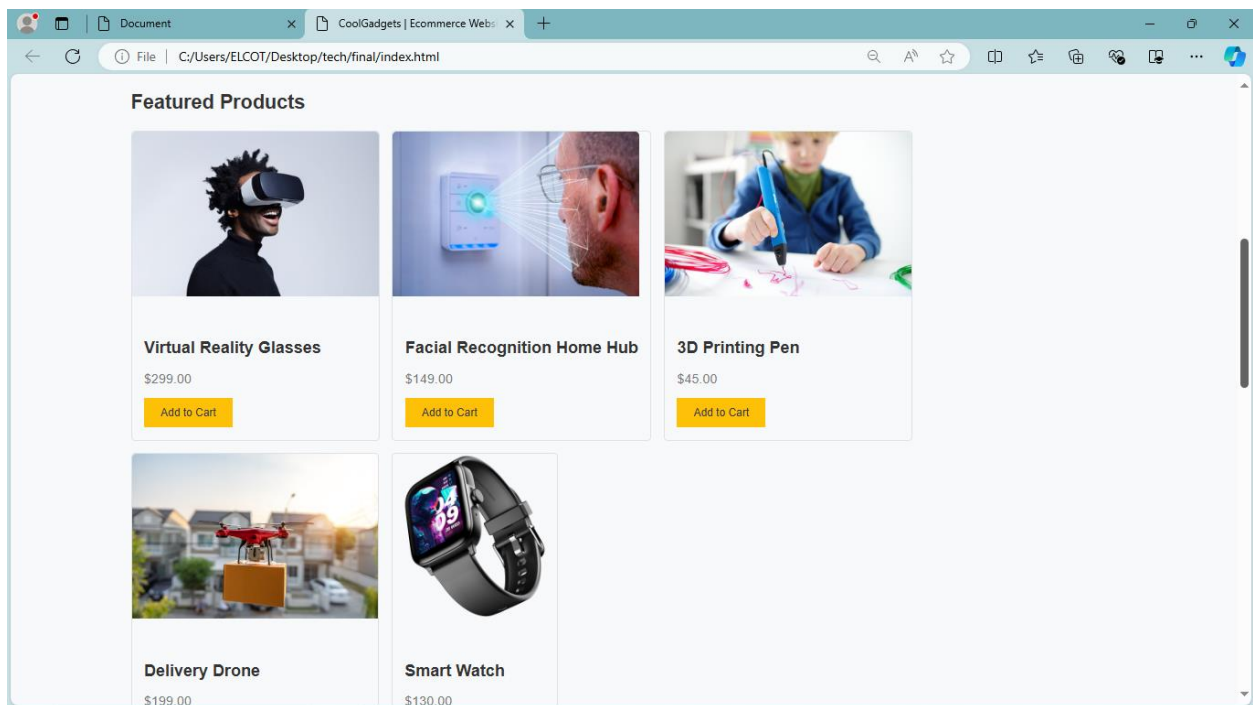 Document
CoolGadgets | Ecommerce Webs
File | C:/Users/ELCOT/Desktop/tech/final/index.html
Featured Products
Virtual Reality Glasses
$299.00
Add to Cart
Facial Recognition Home Hub
$149.00
Add to Cart
3D Printing Pen
$45.00
Add to Cart
Delivery Drone
$199.00
04
09
Smart Watch
$130.00